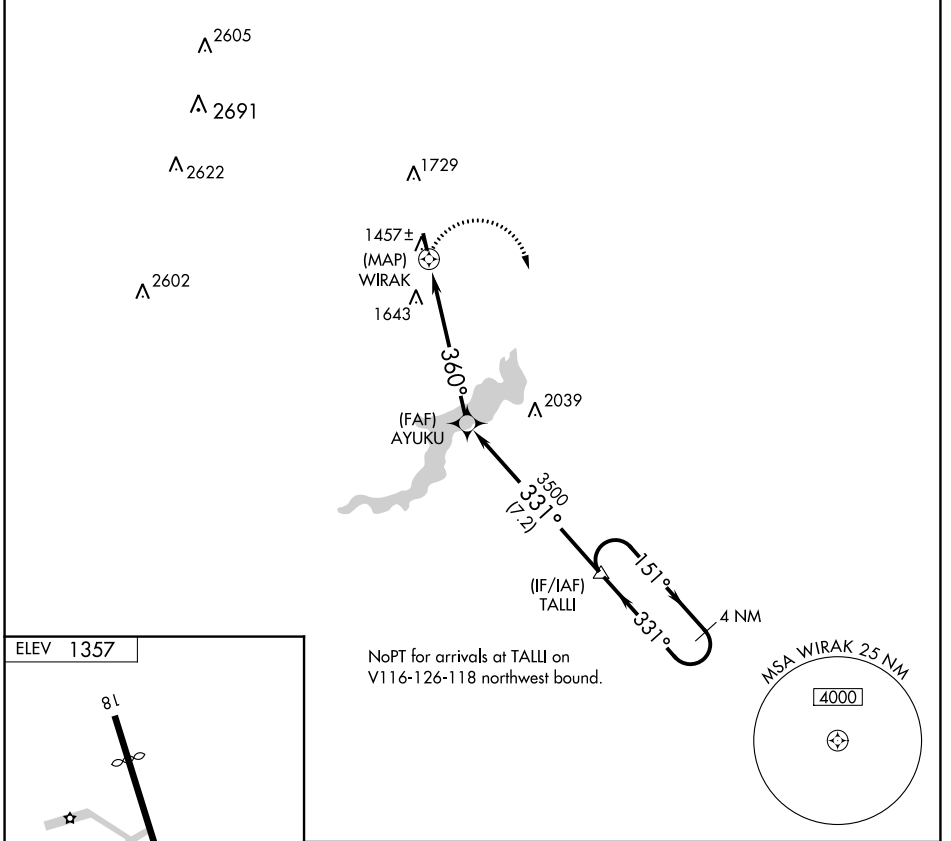 2605
2691
2622
1729
1457±
(MAP)
WIRAK
2602
1643
360°
2039
(FAF)
AYUKU
3500
331°
(7.2)
(IF/IAF)
TALLI
151°
331°
4 NM
NoPT for arrivals at TALLI on
V116-126-118 northwest bound.
MSA WIRAK 25 NM
4000
ELEV 1357
18